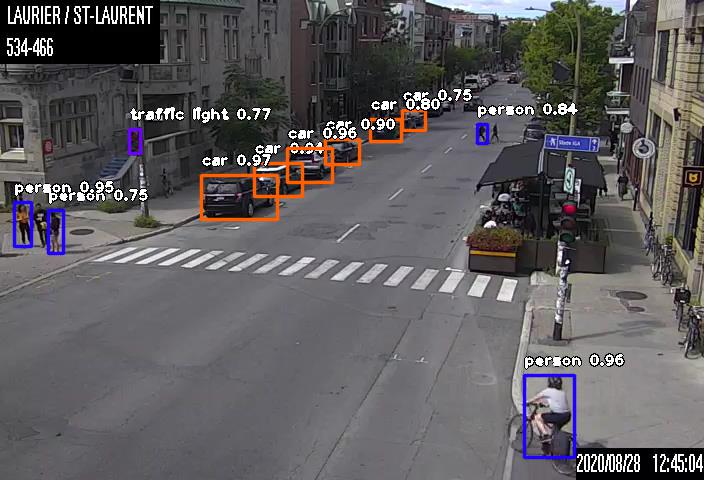 LAURIER / ST-LAURENT
534-466
car 0.75
car 0.80
traffic light 0.77
person 0.84
car 0.90
car 0.96
car 0.94
car 0.97
person 0.95
person 0.75
person 0.96
2020/08/28 12:45:04